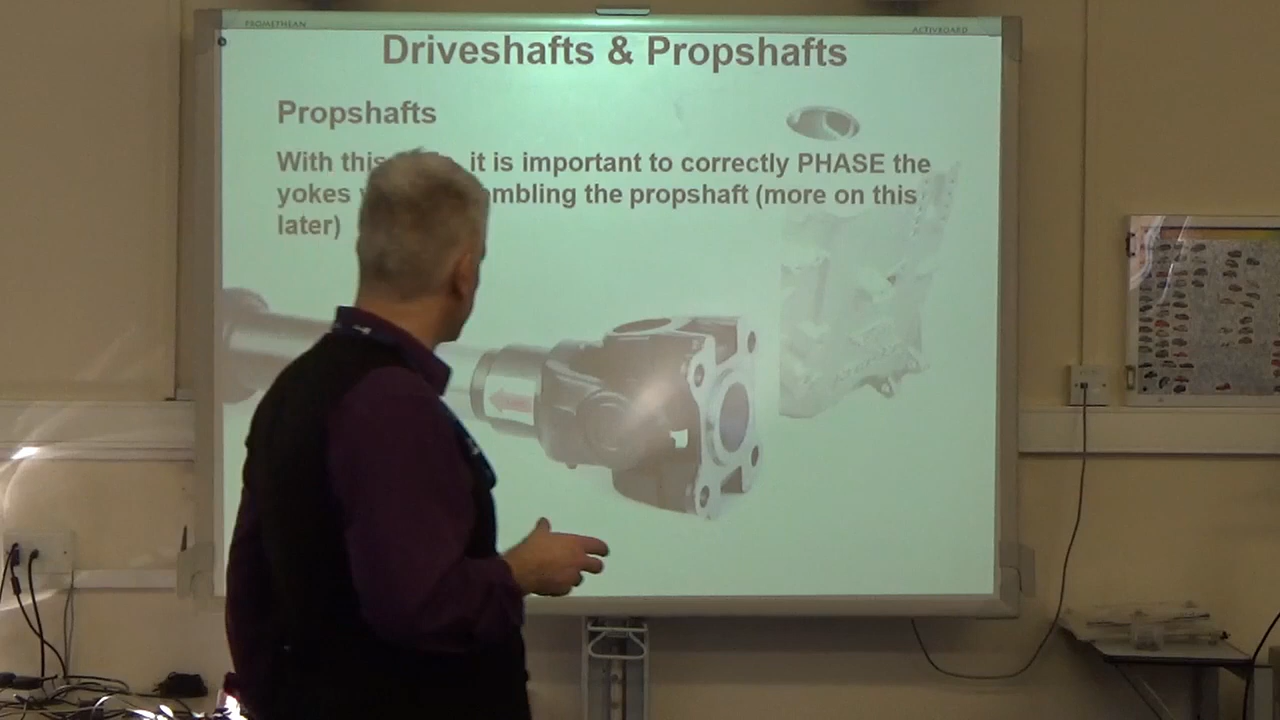 PROMETHEAN
ACTIVBOARD
Driveshafts & Propshafts
Propshafts
With this it is important to correctly PHASE the
yokes mbling the propshaft (more on this
later)